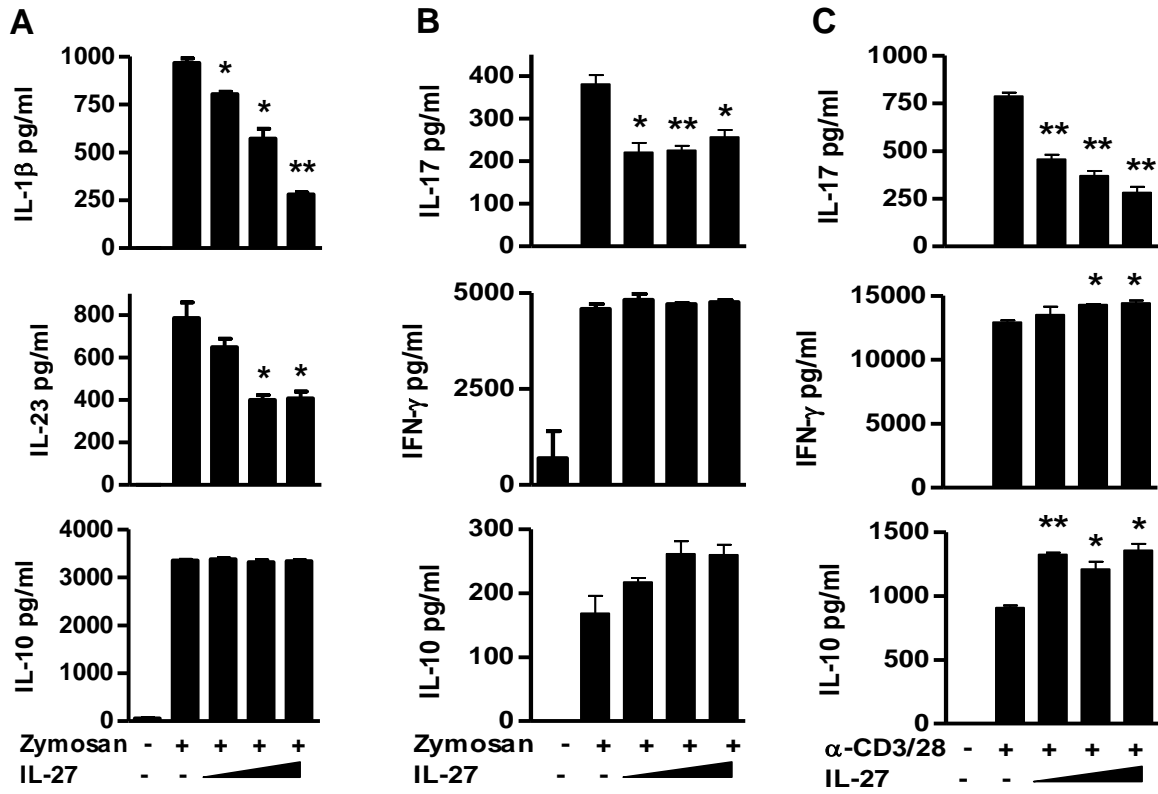 A
IL-1β pg/ml
1000
750
500
250
0
* * **
IL-23 pg/ml
800
600
400
200
0
* *
IL-10 pg/ml
4000
3000
2000
1000
0
Zymosan - + + + +
IL-27 - -
B
IL-17 pg/ml
400
200
0
* ** *
IFN-γ pg/ml
5000
2500
0
IL-10 pg/ml
300
200
100
0
Zymosan - + + + +
IL-27 - -
C
IL-17 pg/ml
1000
750
500
250
0
** ** **
IFN-γ pg/ml
15000
10000
5000
0
* *
IL-10 pg/ml
1500
1000
500
0
** * *
α-CD3/28 - + + + +
IL-27 - -